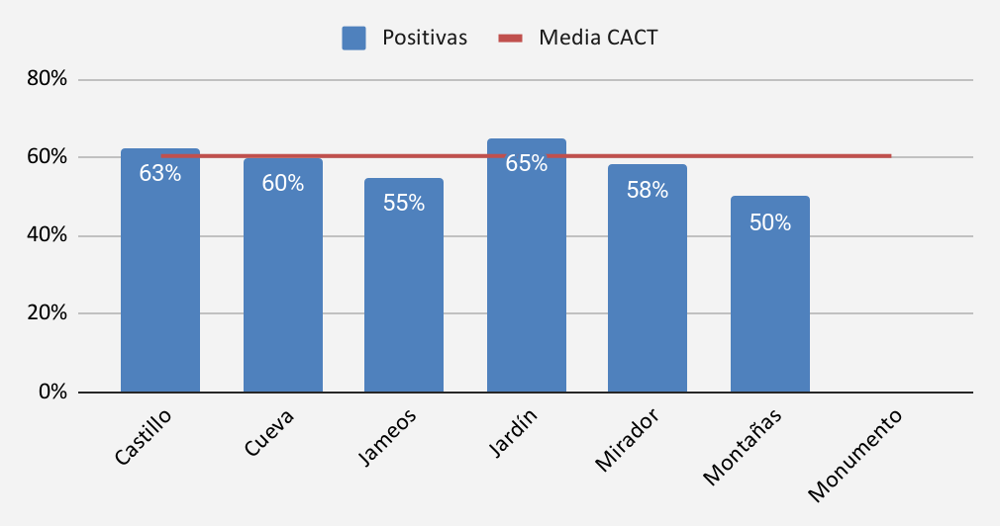 Positivas Media CACT
80%
60%
40%
20%
0%
63%
60%
55%
65%
58%
50%
Castillo
Cueva
Jameos
Jardín
Mirador
Montañas
Monumento